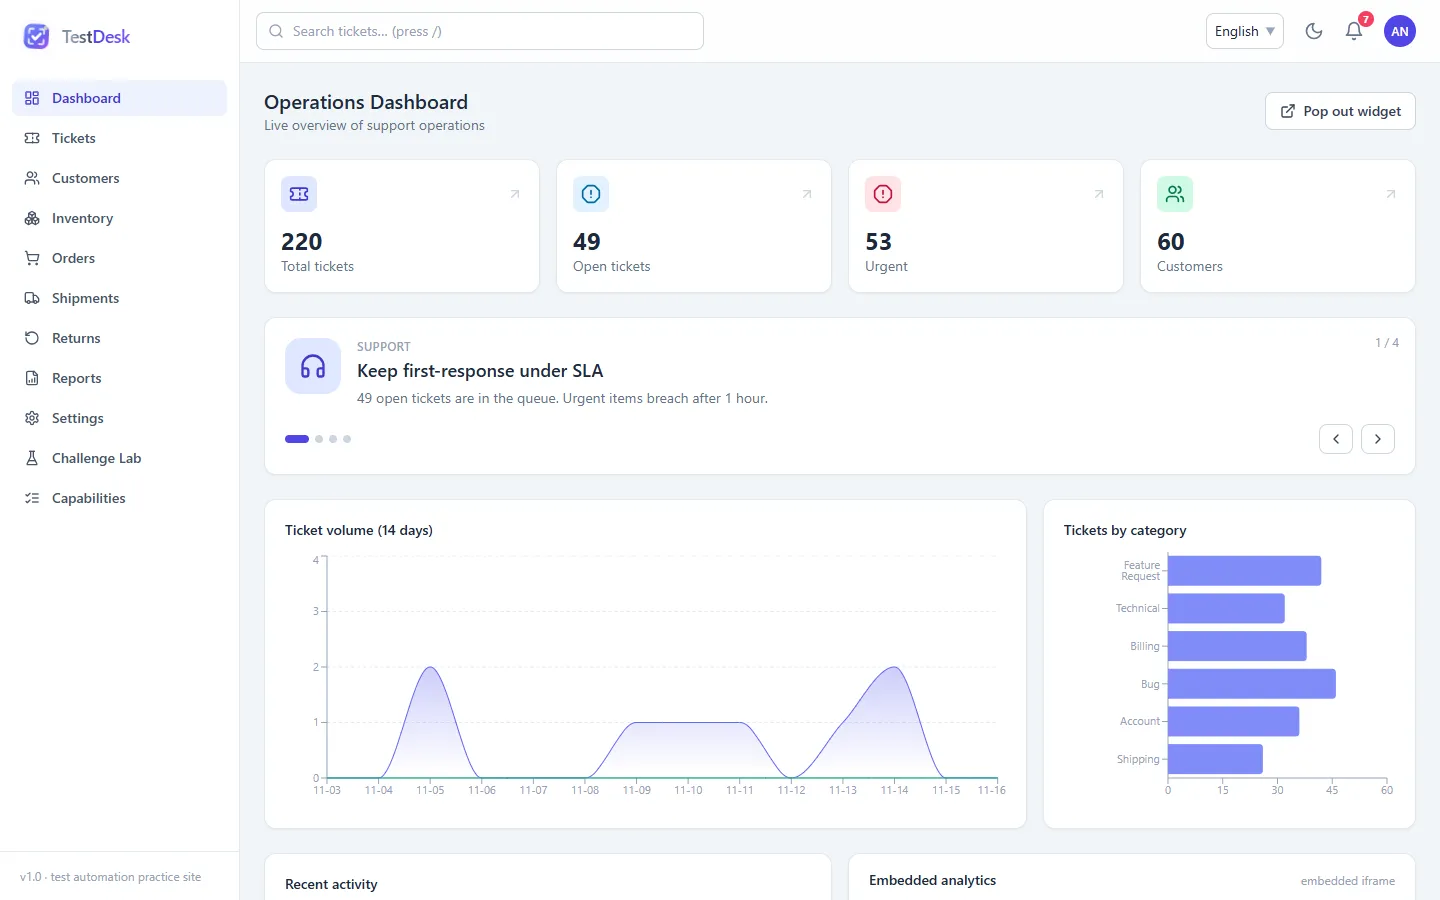 TestDesk
Search tickets... (press /)
English
7
AN
Dashboard
Tickets
Customers
Inventory
Orders
Shipments
Returns
Reports
Settings
Challenge Lab
Capabilities
v1.0 · test automation practice site
Operations Dashboard
Live overview of support operations
Pop out widget
220
Total tickets
49
Open tickets
53
Urgent
60
Customers
SUPPORT
1 / 4
Keep first-response under SLA
49 open tickets are in the queue. Urgent items breach after 1 hour.
Ticket volume (14 days)
4
3
2
1
0
11-03 11-04 11-05 11-06 11-07 11-08 11-09 11-10 11-11 11-12 11-13 11-14 11-15 11-16
Tickets by category
Feature
Request
Technical
Billing
Bug
Account
Shipping
0 15 30 45 60
Recent activity
Embedded analytics
embedded iframe